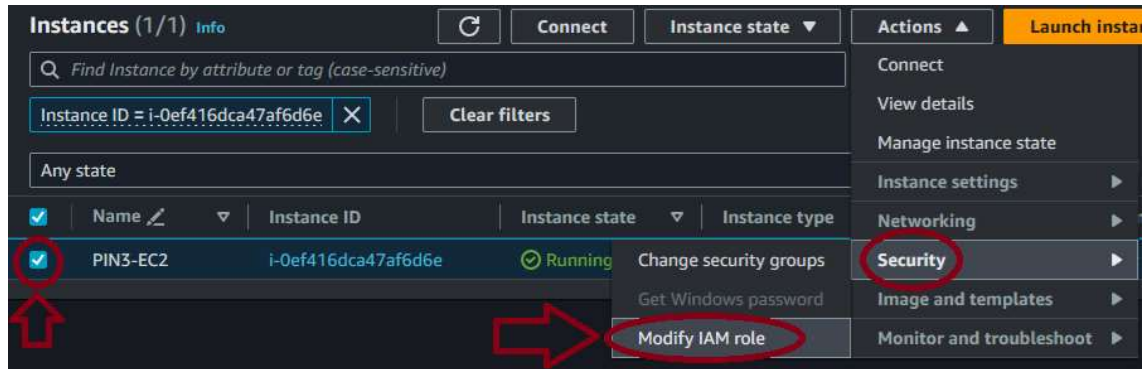 Instances (1/1) Info
Connect
Instance state
Actions
Launch
Find Instance by attribute or tag (case-sensitive)
Connect
Instance ID = i-0ef416dca47af6d6e
Clear filters
View details
Manage instance state
Any state
Instance settings
Name
Instance ID
Instance state
Instance type
Networking
PIN3-EC2
i-0ef416dca47af6d6e
Running
Change security groups
Security
Get Windows password
Image and templates
Modify IAM role
Monitor and troubleshoot